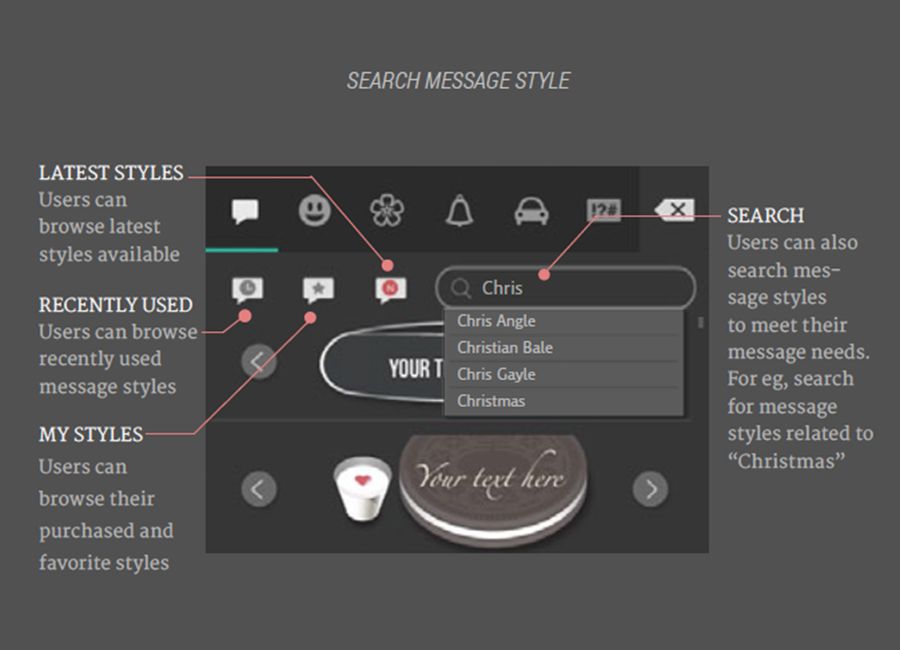 SEARCH MESSAGE STYLE
LATEST STYLES
Users can
browse latest
styles available
RECENTLY USED
Users can browse
recently used
message styles
MY STYLES
Users can
browse their
purchased and
favorite styles
!?#
N
Chris
Chris Angle
Christian Bale
Chris Gayle
Christmas
YOUR T
Your text here
SEARCH
Users can also
search mes-
sage styles
to meet their
message needs.
For eg, search
for message
styles related to
“Christmas”